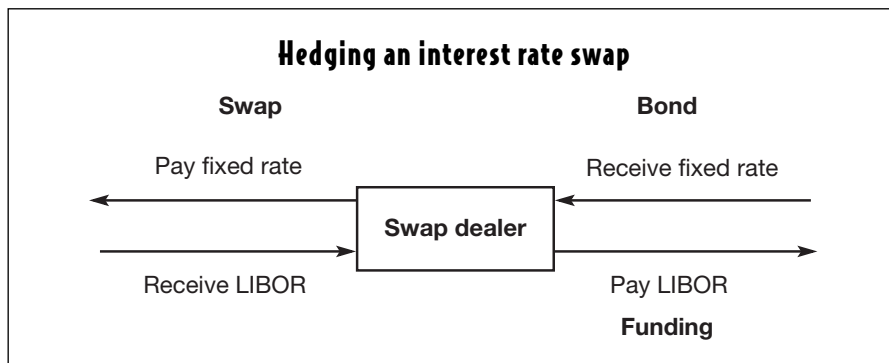 Hedging an interest rate swap
Swap
Bond
Pay fixed rate
Receive fixed rate
Swap dealer
Receive LIBOR
Pay LIBOR
Funding